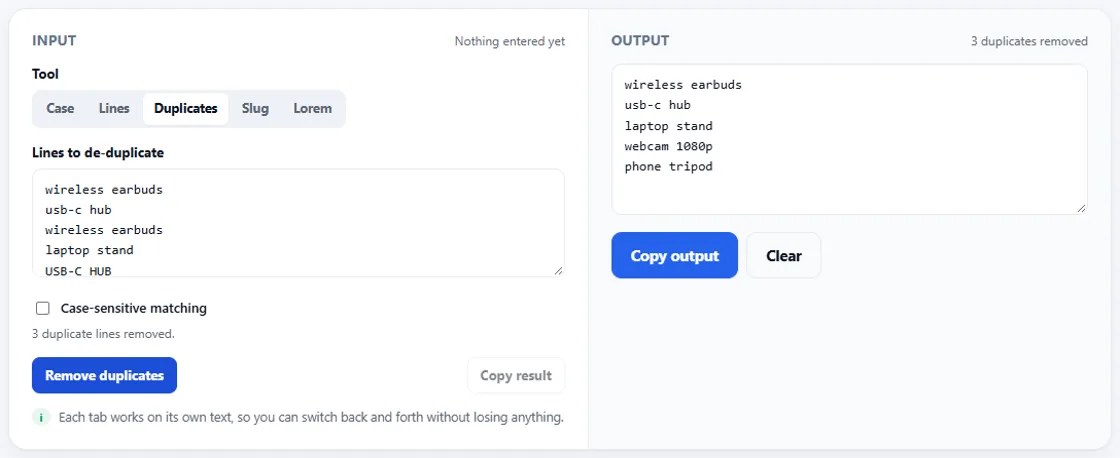 INPUT
Nothing entered yet
Tool
Case Lines Duplicates Slug Lorem
Lines to de-duplicate
wireless earbuds
usb-c hub
wireless earbuds
laptop stand
USB-C HUB
Case-sensitive matching
3 duplicate lines removed.
Remove duplicates
Copy result
i Each tab works on its own text, so you can switch back and forth without losing anything.
OUTPUT
3 duplicates removed
wireless earbuds
usb-c hub
laptop stand
webcam 1080p
phone tripod
Copy output
Clear